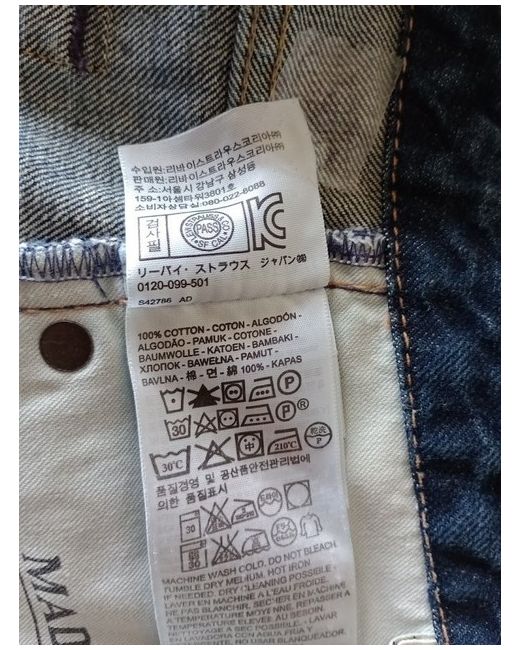 수입원:리바이스트라우스코리아㈜
판매원:리바이스트라우스코리아㈜
주 소:서울시 강남구 삼성동
159-1아셈타워3801호
소비자상담실:080-022-8088
검사필
PASS
리ーバイ・ストラウス ジャパン㈱
0120-099-501
S42786 AD
100% COTTON - COTON - ALGODÓN -
ALGODÃO - PAMUK - COTONE -
BAUMWOLLE - KATOEN - BAMBAKI -
ХЛОПОК - BAWEŁNA - PAMUT -
BAVLNA - 棉 - 면 - 綿 100% - KAPAS
P
30 P ®
30°C 中 210°C P
품질경영 및 공산품안전관리법에
의한 품질표시
30
30
MACHINE WASH COLD. DO NOT BLEACH.
TUMBLE DRY MEDIUM. HOT IRON
IF NEEDED. DRY CLEANING POSSIBLE -
LAVER EN MACHINE A L'EAU FROIDE.
NE PAS BLANCHIR. SÉCHER EN MACHINE
A TEMPERATURE MOYENNE. REPASSER A
TEMPERATURE ELEVEE AU BESOIN.
NETTOYAGE A SEC POSSIBLE - LAVAR
EN LAVADORA CON AGUA FRIA Y
NO USAR BLANQUEADOR.
MAD